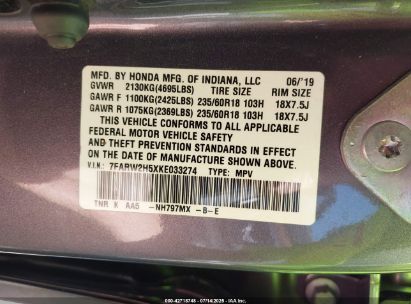 MFD. BY HONDA MFG. OF INDIANA, LLC 06/19
GVWR 2130KG(4695LBS) TIRE SIZE RIM SIZE
GAWR F 1100KG(2425LBS) 235/60R18 103H 18X7.5J
GAWR R 1075KG(2369LBS) 235/60R18 103H 18X7.5J
THIS VEHICLE CONFORMS TO ALL APPLICABLE
FEDERAL MOTOR VEHICLE SAFETY
AND THEFT PREVENTION STANDARDS IN EFFECT
ON THE DATE OF MANUFACTURE SHOWN ABOVE.
V.I.N.: 7FARW2H5XKE033274 TYPE: MPV
TNR K AA5 -NH797MX -B-E